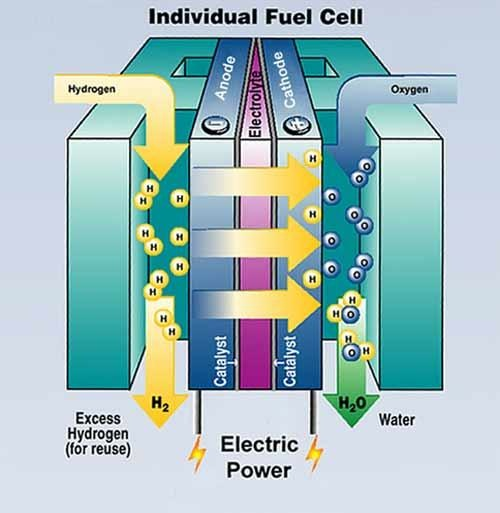 Individual Fuel Cell
Hydrogen
Anode
Electrolyte
Cathode
Oxygen
H
H
H
H
H
H
H
H
H
H
H
H
H
H
O
O
O
O
O
O
O
O
O
H
H
O
H
O
H
Catalyst
Catalyst
H₂
H₂O
Excess
Hydrogen
(for reuse)
Electric
Power
Water